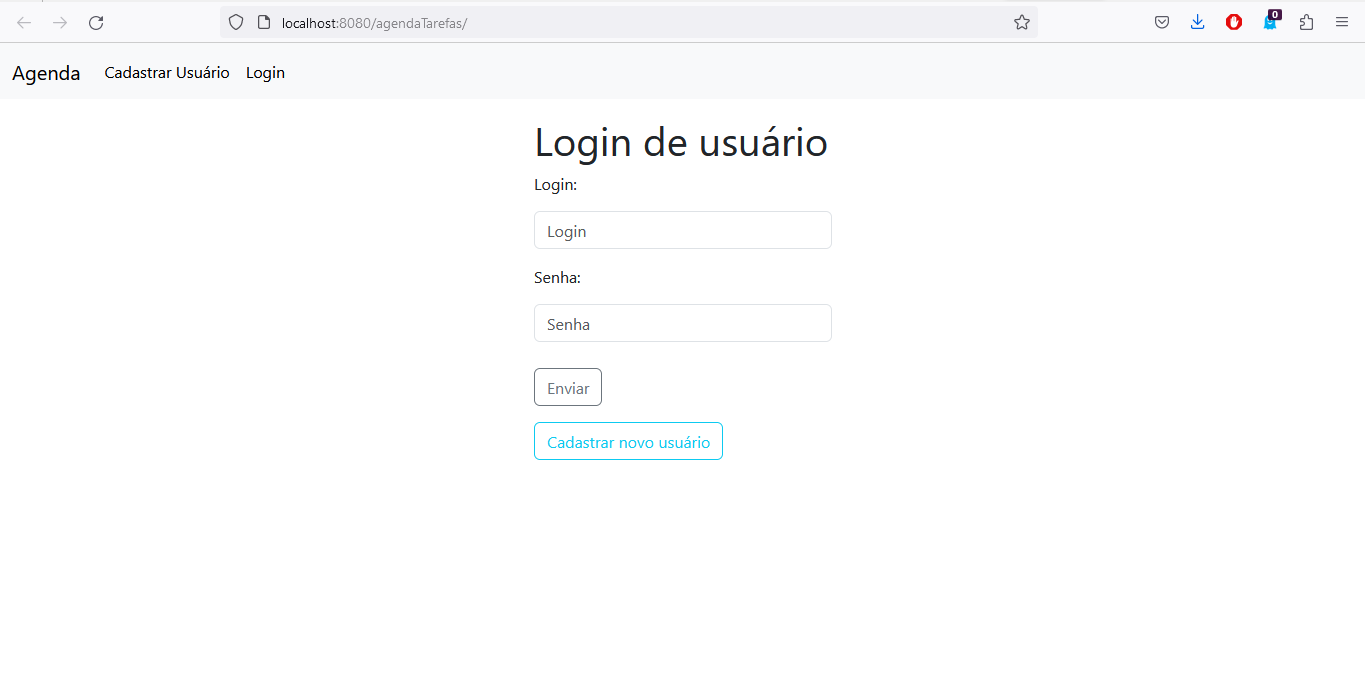 localhost:8080/agendaTarefas/
0
Agenda Cadastrar Usuário Login
Login de usuário
Login:
Login
Senha:
Senha
Enviar
Cadastrar novo usuário